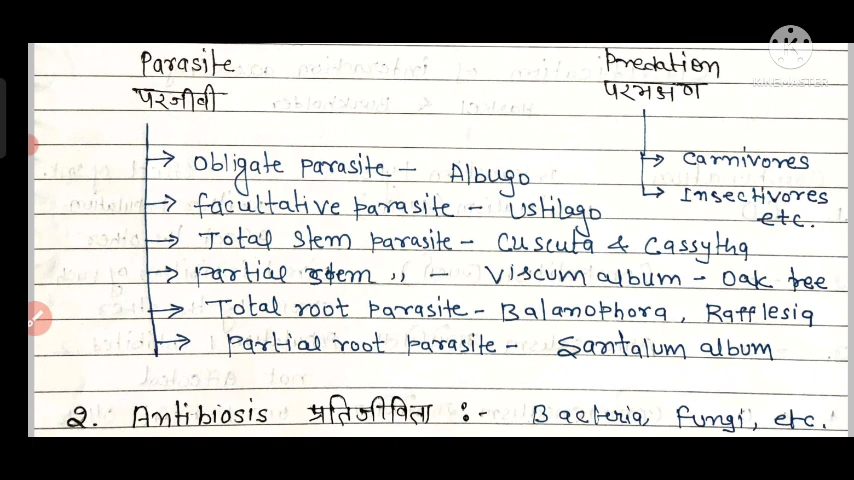 Parasite Predation
परजीवी परभक्षण
KINEMASTER
→ Obligate parasite - Albugo → Carnivores
→ facultative parasite - Ustilago → Insectivores etc.
→ Total stem parasite - Cuscuta & Cassytha
→ partial stem ,, - Viscum album - Oak tree
→ Total root parasite - Balanophora, Rafflesia
→ Partial root parasite - Santalum album
2. Antibiosis प्रतिजीविता :- Bacteria, fungi, etc.